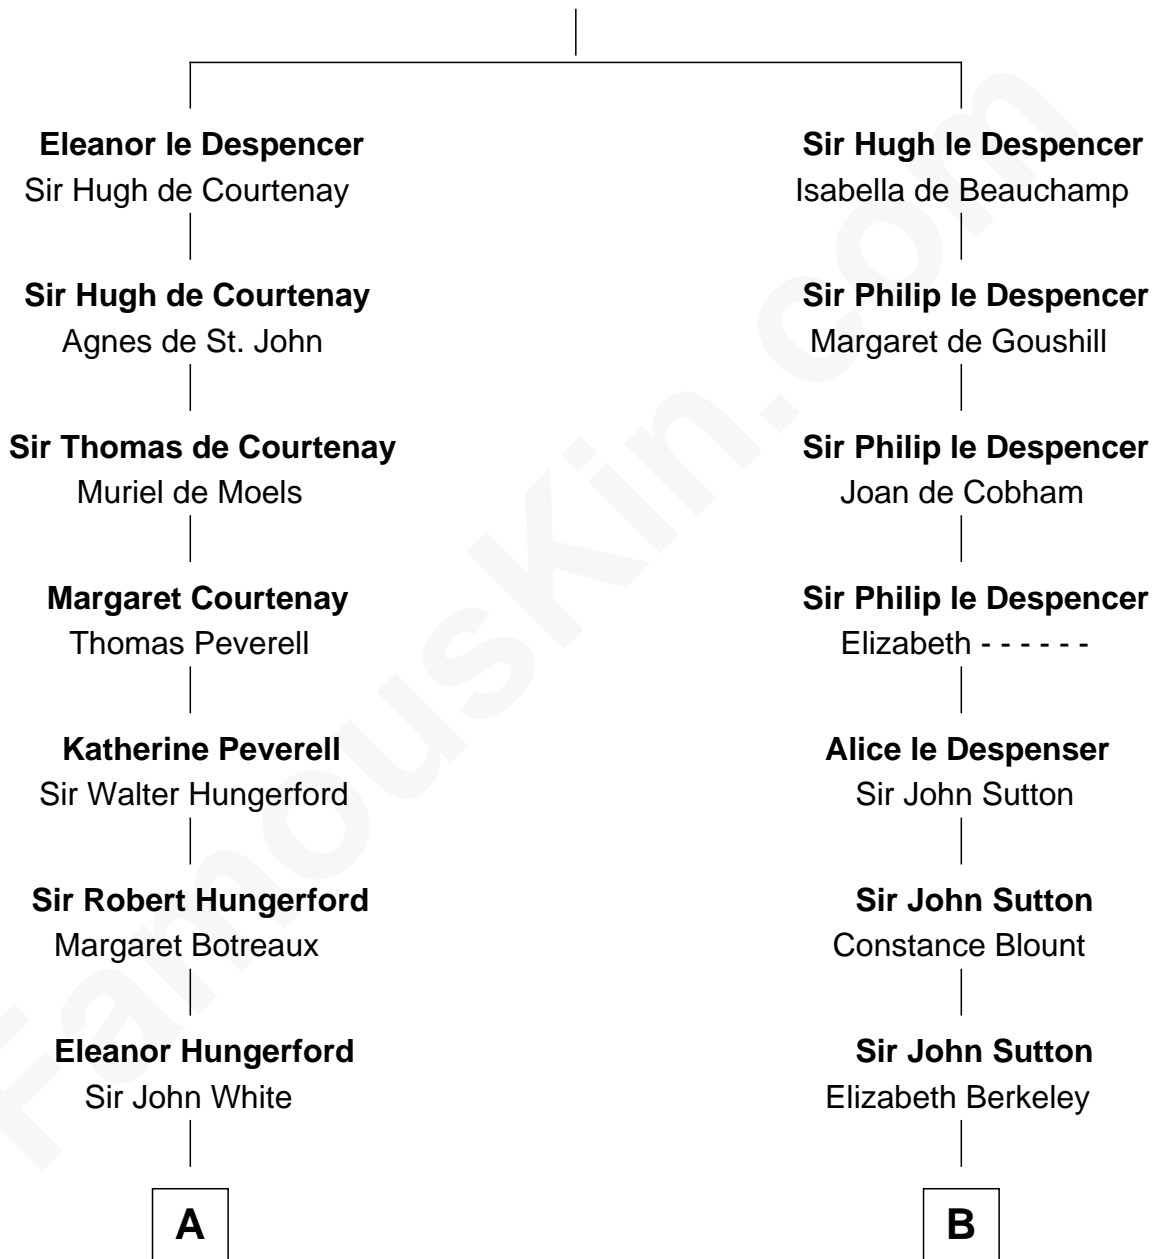 Eleanor le Despencer
Sir Hugh de Courtenay
Sir Hugh de Courtenay
Agnes de St. John
Sir Thomas de Courtenay
Muriel de Moels
Margaret Courtenay
Thomas Peverell
Katherine Peverell
Sir Walter Hungerford
Sir Robert Hungerford
Margaret Botreaux
Eleanor Hungerford
Sir John White
A
Sir Hugh le Despencer
Isabella de Beauchamp
Sir Philip le Despencer
Margaret de Goushill
Sir Philip le Despencer
Joan de Cobham
Sir Philip le Despencer
Elizabeth - - - - - -
Alice le Despenser
Sir John Sutton
Sir John Sutton
Constance Blount
Sir John Sutton
Elizabeth Berkeley
B
FamousKin.com